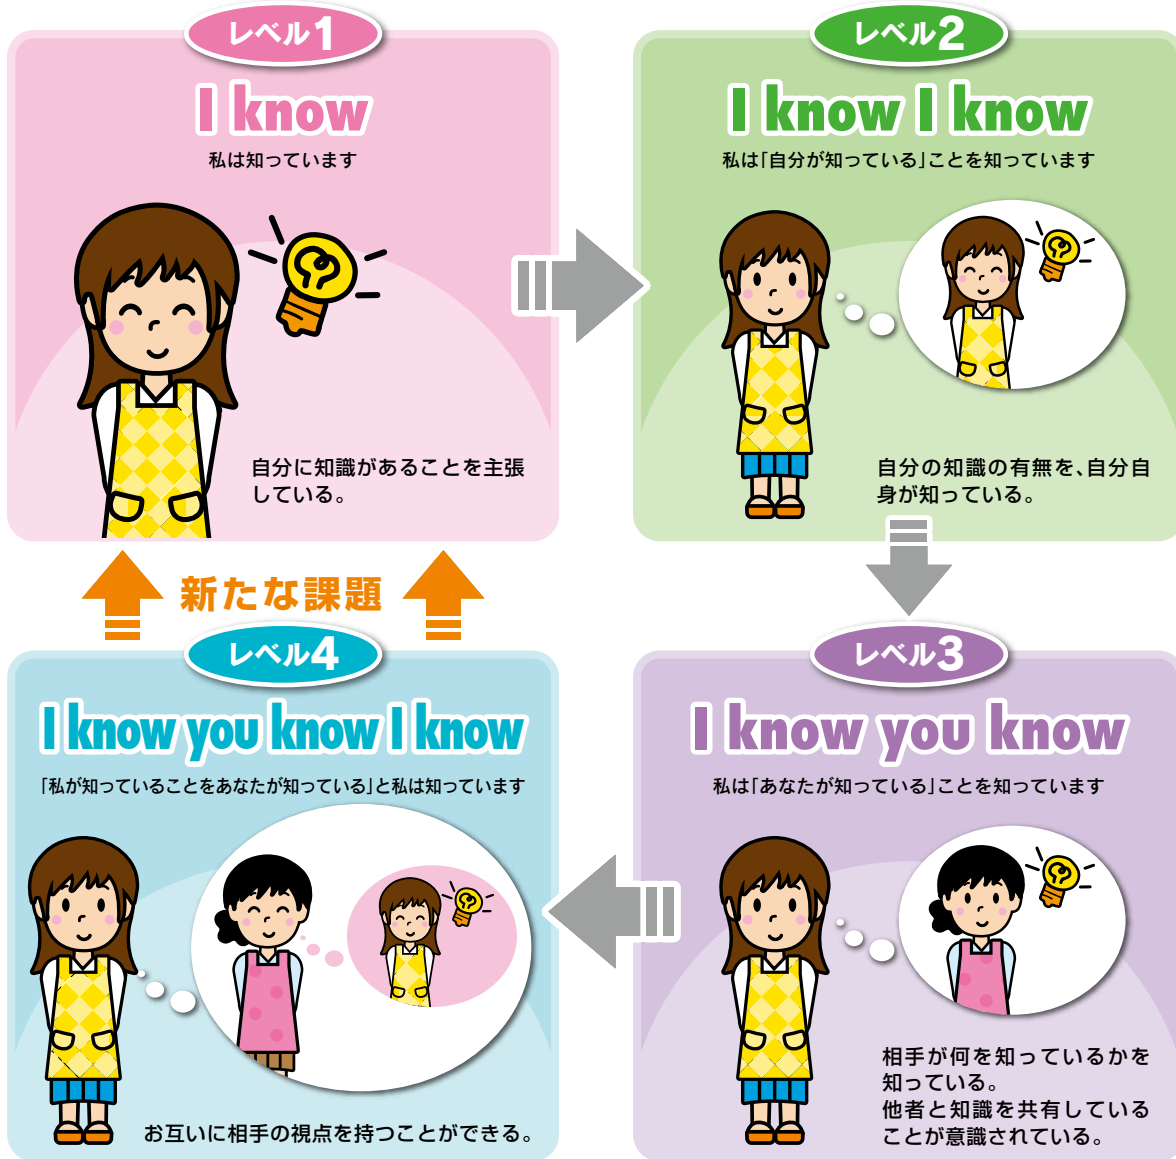 レベル1
I know
私は知っています
自分に知識があることを主張
している。
レベル2
I know I know
私は「自分が知っている」ことを知っています
自分の知識の有無を、自分自
身が知っている。
レベル3
I know you know
私は「あなたが知っている」ことを知っています
相手が何を知っているかを
知っている。
他者と知識を共有している
ことが意識されている。
レベル4
I know you know I know
「私が知っていることをあなたが知っている」と私は知っています
お互いに相手の視点を持つことができる。
新たな課題